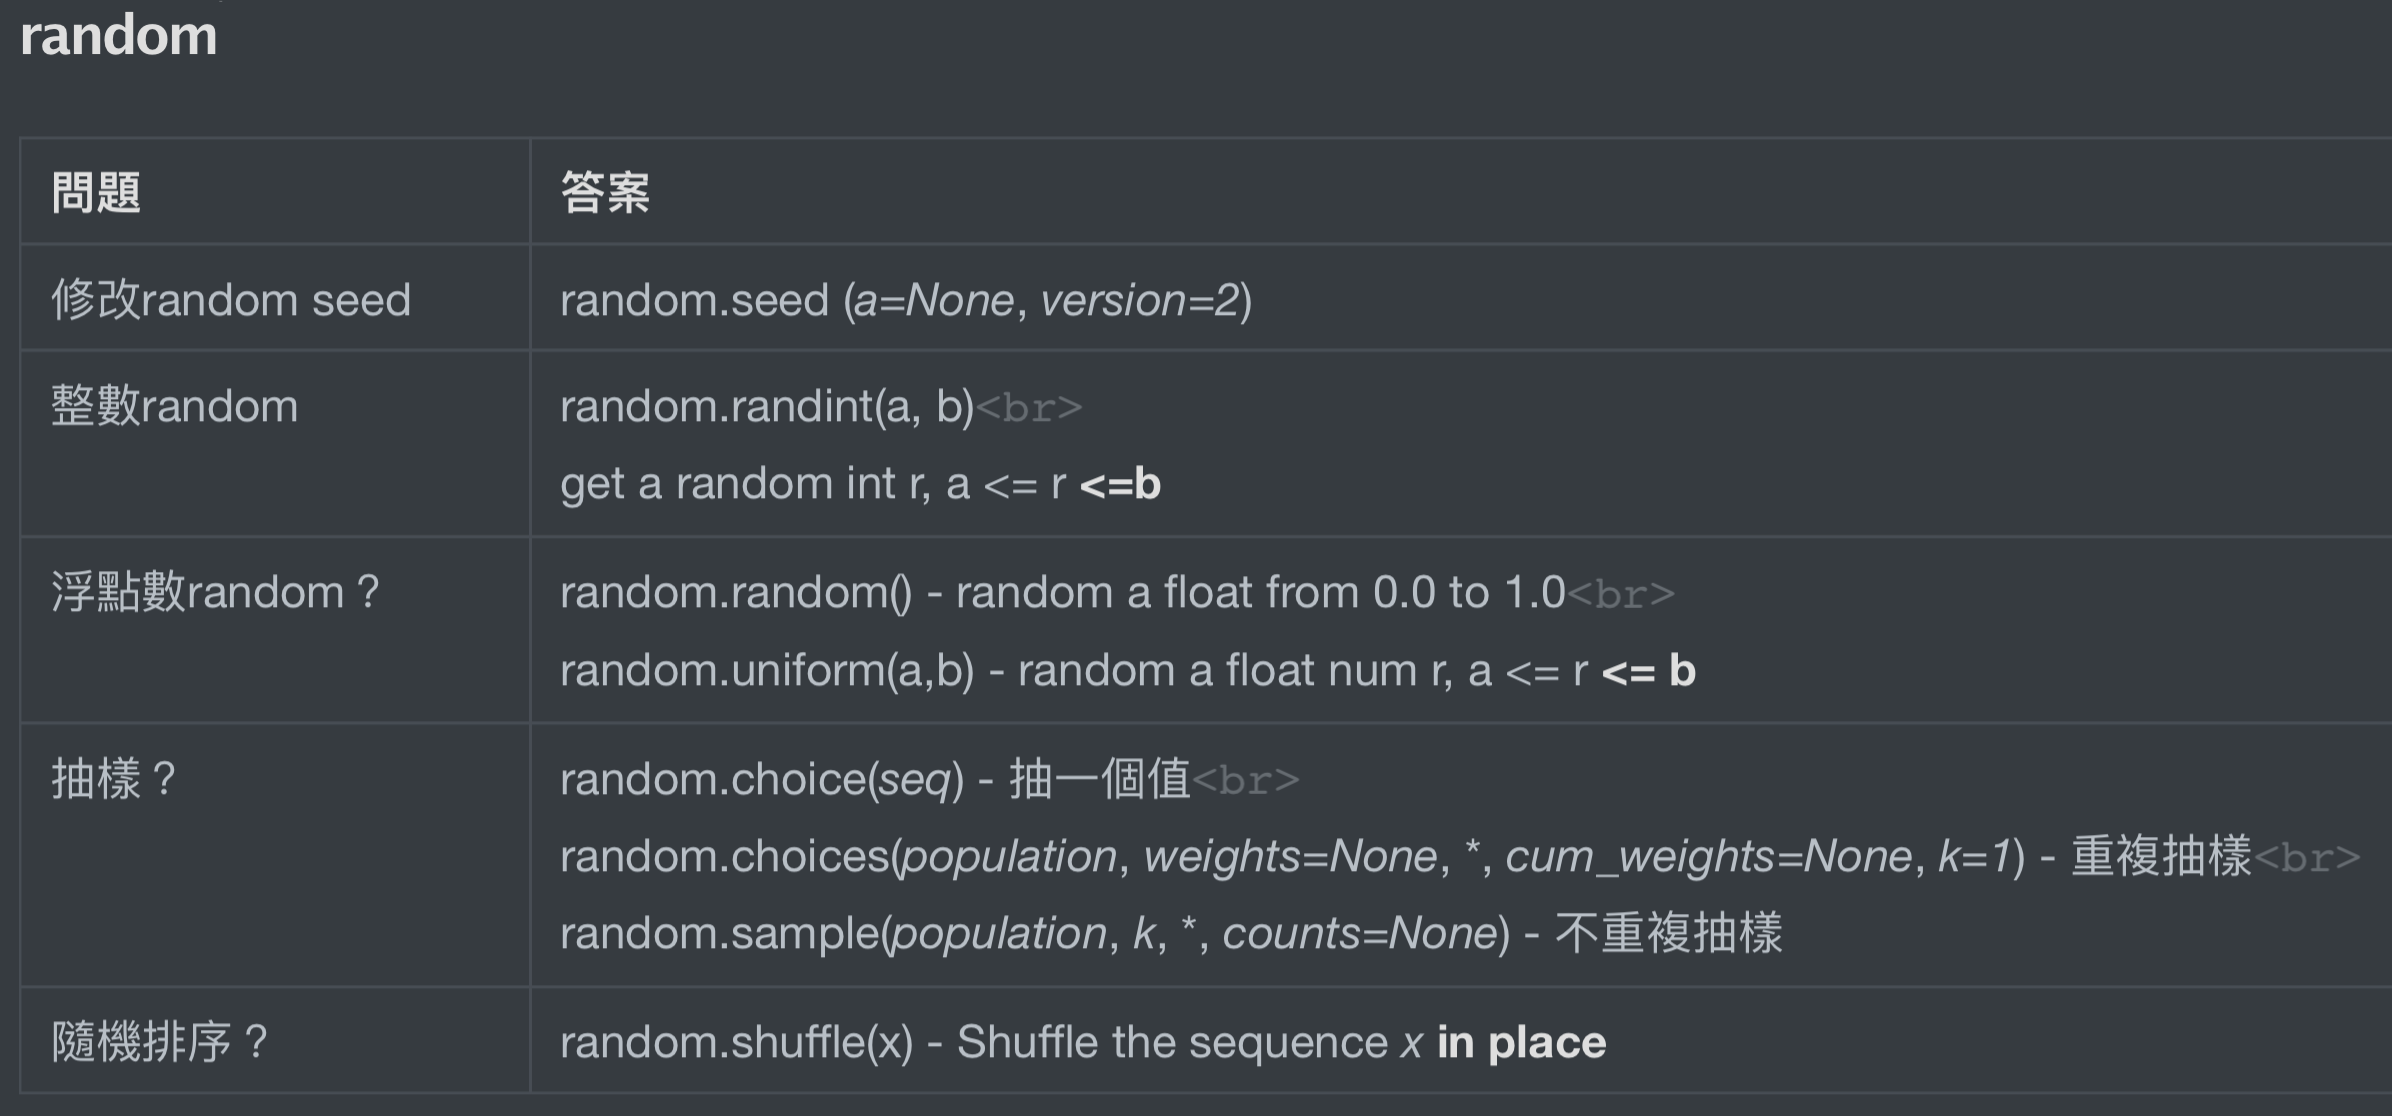 random
問題
答案
修改random seed
random.seed (a=None, version=2)
整數random
random.randint(a, b)<br>
get a random int r, a <= r <=b
浮點數random？
random.random() - random a float from 0.0 to 1.0<br>
random.uniform(a,b) - random a float num r, a <= r <= b
抽樣？
random.choice(seq) - 抽一個值<br>
random.choices(population, weights=None, *, cum_weights=None, k=1) - 重複抽樣<br>
random.sample(population, k, *, counts=None) - 不重複抽樣
隨機排序？
random.shuffle(x) - Shuffle the sequence x in place